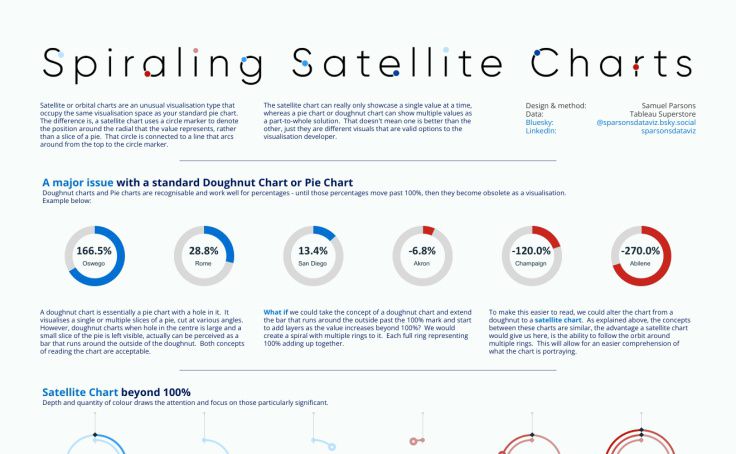 Spiraling Satellite Charts
Satellite or orbital charts are an unusual visualisation type that
occupy the same visualisation space as your standard pie chart.
The difference is, a satellite chart uses a circle marker to denote
the position around the radial that the value represents, rather
than a slice of a pie. That circle is connected to a line that arcs
around from the top to the circle marker.
The satellite chart can really only showcase a single value at a time,
whereas a pie chart or doughnut chart can show multiple values as
a part-to-whole solution. That doesn't mean one is better than the
other, just they are different visuals that are valid options to the
visualisation developer.
Design & method: Samuel Parsons
Data: Tableau Superstore
Bluesky: @sparsonsdataviz.bsky.social
Linkedin: sparsonsdataviz
A major issue with a standard Doughnut Chart or Pie Chart
Doughnut charts and Pie charts are recognisable and work well for percentages - until those percentages move past 100%, then they become obsolete as a visualisation.
Example below:
166.5%
Oswego
28.8%
Rome
13.4%
San Diego
-6.8%
Akron
-120.0%
Champaign
-270.0%
Abilene
A doughnut chart is essentially a pie chart with a hole in it. It
visualises a single or multiple slices of a pie, cut at various angles.
However, doughnut charts when hole in the centre is large and a
small slice of the pie is left visible, actually can be perceived as a
bar that runs around the outside of the doughnut. Both concepts
of reading the chart are acceptable.
What if we could take the concept of a doughnut chart and extend
the bar that runs around the outside past the 100% mark and start
to add layers as the value increases beyond 100%? We would
create a spiral with multiple rings to it. Each full ring representing
100% adding up together.
To make this easier to read, we could alter the chart from a
doughnut to a satellite chart. As explained above, the concepts
between these charts are similar, the advantage a satellite chart
would give us here, is the ability to follow the orbit around
multiple rings. This will allow for an easier comprehension of
what the chart is portraying.
Satellite Chart beyond 100%
Depth and quantity of colour draws the attention and focus on those particularly significant.